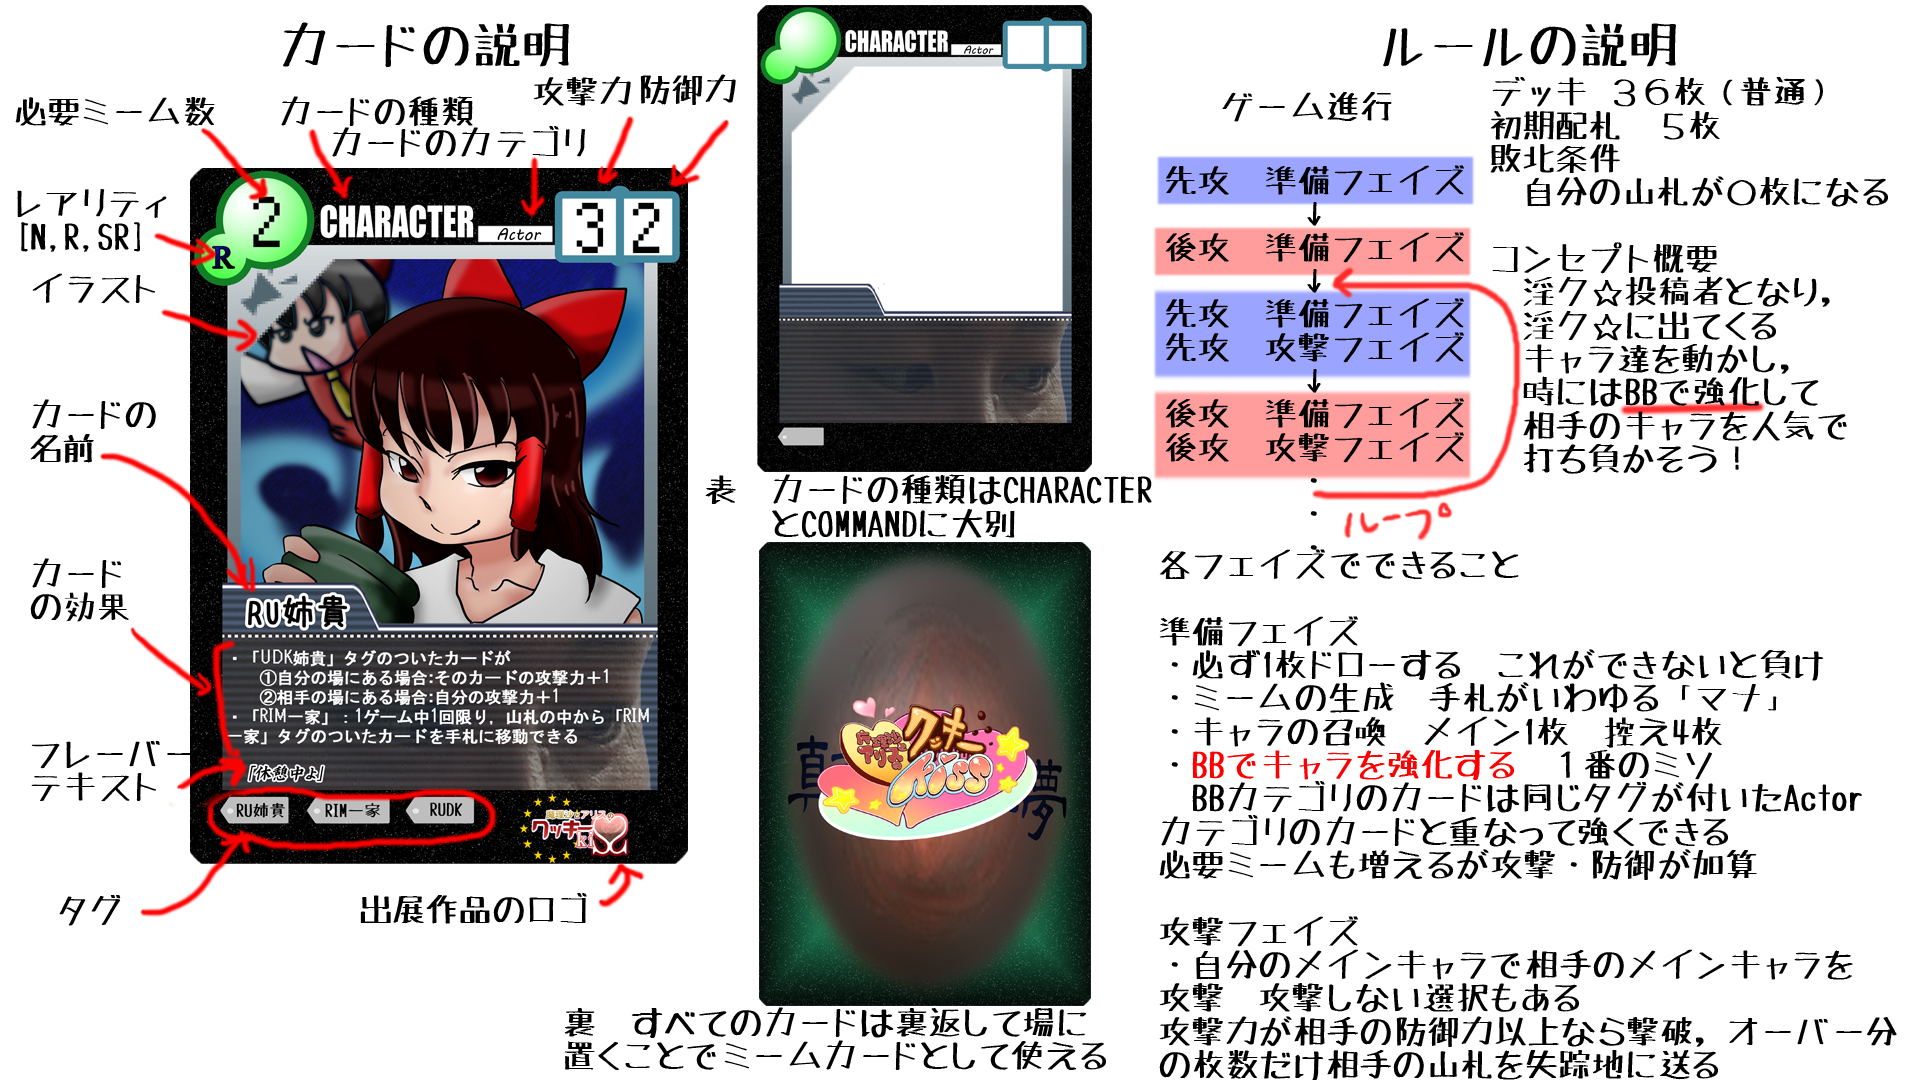 カードの説明
必要ミーム数
カードの種類
カードのカテゴリ
攻撃力
防御力
レアリティ
[N,R,SR]
イラスト
カードの
名前
カード
の効果
フレーバー
テキスト
タグ
出展作品のロゴ
2
R
CHARACTER
Actor
3
2
RU姉貴
・「UDK姉貴」タグのついたカードが
①自分の場にある場合:そのカードの攻撃力+1
②相手の場にある場合:自分の攻撃力+1
・「RIM一家」:1ゲーム中1回限り,山札の中から「RIM
一家」タグのついたカードを手札に移動できる
「休憩中よ」
RU姉貴
RIM一家
RUDK
クッキー
CHARACTER
Actor
表 カードの種類はCHARACTER
とCOMMANDに大別
真
夢
クッキー
kiss
裏 すべてのカードは裏返して場に
置くことでミームカードとして使える
ルールの説明
ゲーム進行
先攻 準備フェイズ
↓
後攻 準備フェイズ
↓
先攻 準備フェイズ
先攻 攻撃フェイズ
↓
後攻 準備フェイズ
後攻 攻撃フェイズ
ループ
デッキ 36枚(普通)
初期配札 5枚
敗北条件
自分の山札が〇枚になる
コンセプト概要
淫ク☆投稿者となり,
淫ク☆に出てくる
キャラ達を動かし,
時にはBBで強化して
相手のキャラを人気で
打ち負かそう!
各フェイズでできること
準備フェイズ
・必ず1枚ドローする これができないと負け
・ミームの生成 手札がいわゆる「マナ」
・キャラの召喚 メイン1枚 控え4枚
・BBでキャラを強化する 1番のミソ
BBカテゴリのカードは同じタグが付いたActor
カテゴリのカードと重なって強くできる
必要ミームも増えるが攻撃・防御が加算
攻撃フェイズ
・自分のメインキャラで相手のメインキャラを
攻撃 攻撃しない選択もある
攻撃力が相手の防御力以上なら撃破,オーバー分
の枚数だけ相手の山札を失踪地に送る